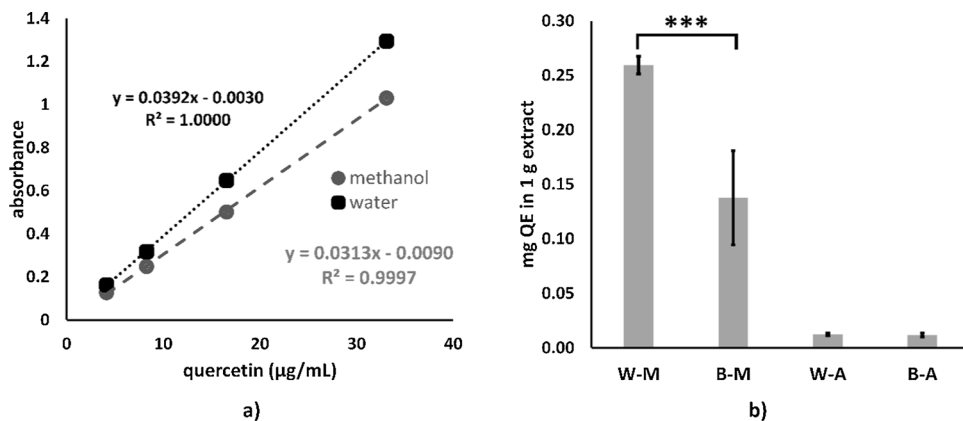 1.4
1.2
1
0.8
0.6
0.4
0.2
0
absorbance
y = 0.0392x - 0.0030
R² = 1.0000
methanol
water
y = 0.0313x - 0.0090
R² = 0.9997
0
10
20
30
40
quercetin (µg/mL)
a)
0.30
0.25
0.20
0.15
0.10
0.05
0.00
mg QE in 1 g extract
***
W-M
B-M
W-A
B-A
b)